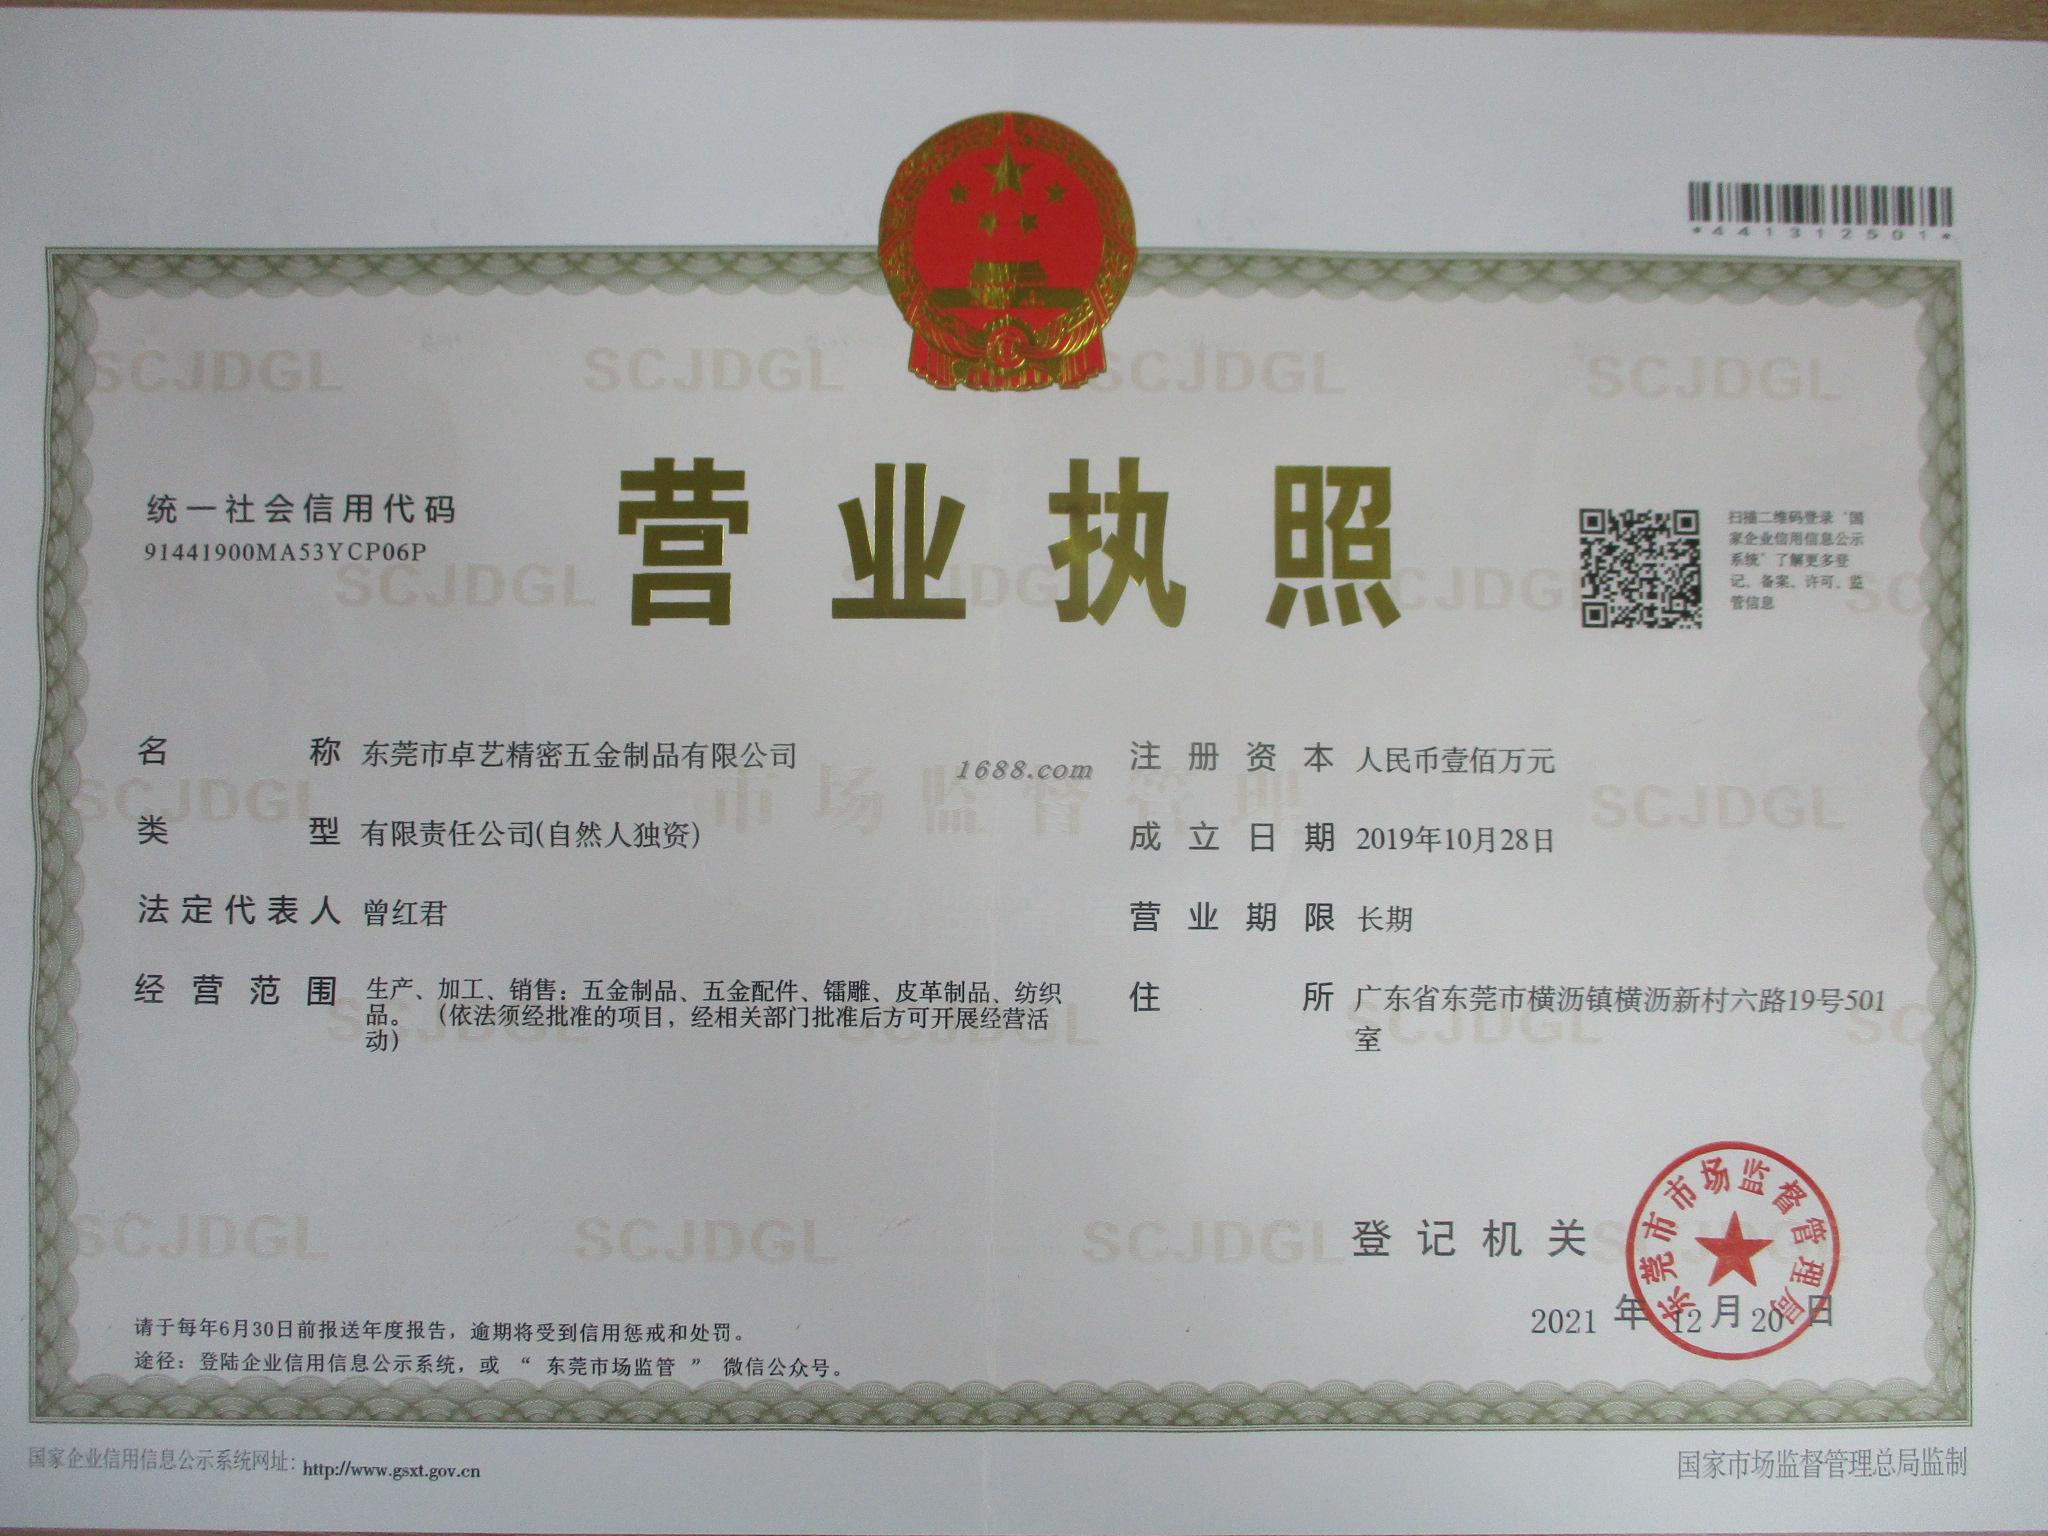 *441312501*
统一社会信用代码
91441900MA53YCP06P
营业执照
扫描二维码登录‘国
家企业信用信息公示
系统’了解更多登
记、备案、许可、监
管信息
名称 东莞市卓艺精密五金制品有限公司
类型 有限责任公司(自然人独资)
法定代表人 曾红君
经营范围 生产、加工、销售：五金制品、五金配件、镭雕、皮革制品、纺织
品。 （依法须经批准的项目，经相关部门批准后方可开展经营活
动）
1688.com
注册资本 人民币壹佰万元
成立日期 2019年10月28日
营业期限 长期
住所 广东省东莞市横沥镇横沥新村六路19号501
室
市场监督管理
SCJDGL
登记机关
东莞市市场监督管理局
2021 年 12 月 20 日
请于每年6月30日前报送年度报告，逾期将受到信用惩戒和处罚。
途径：登陆企业信用信息公示系统，或 “ 东莞市场监管 ” 微信公众号。
国家企业信用信息公示系统网址：http://www.gsxt.gov.cn
国家市场监督管理总局监制